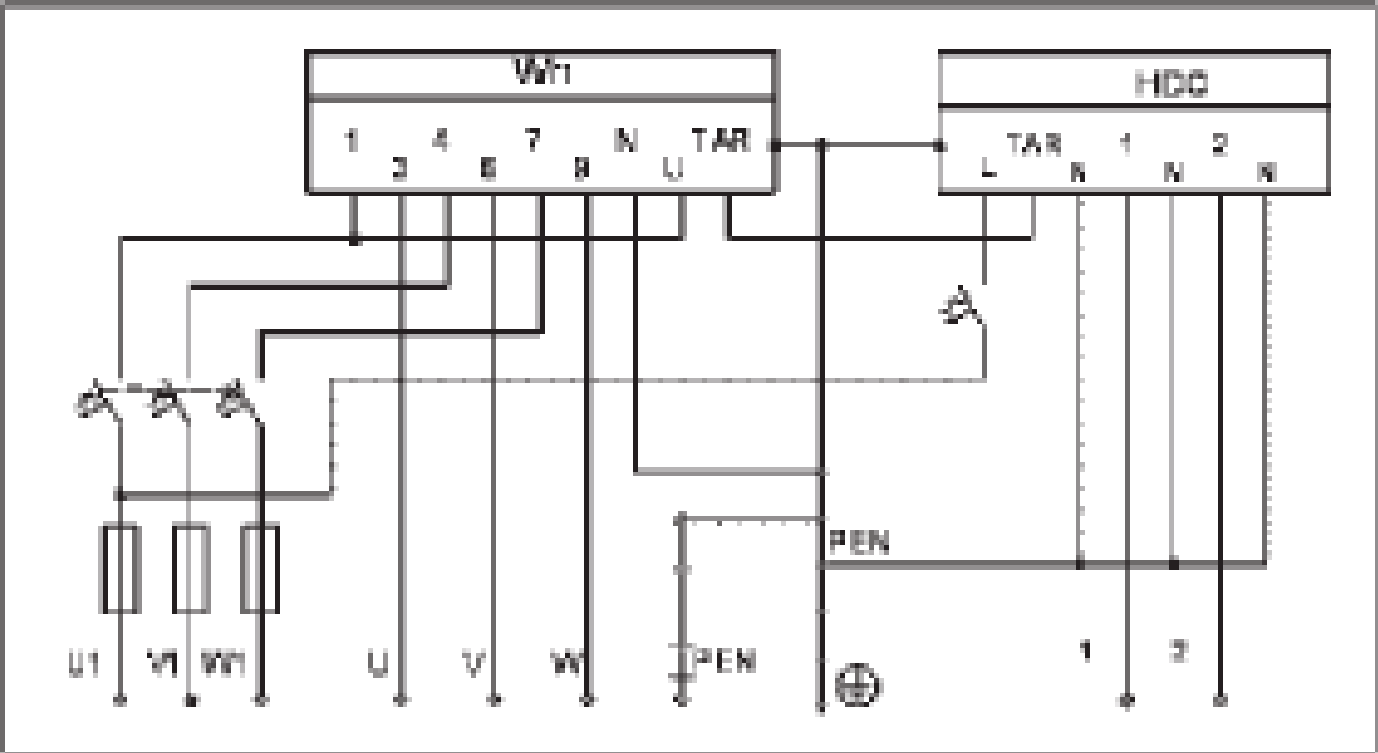 Wh HDO
1 4 7 N TAR TAR 1 2
3 6 9 U L N N N
PEN
U1 V1 W1 U V W PEN 1 2